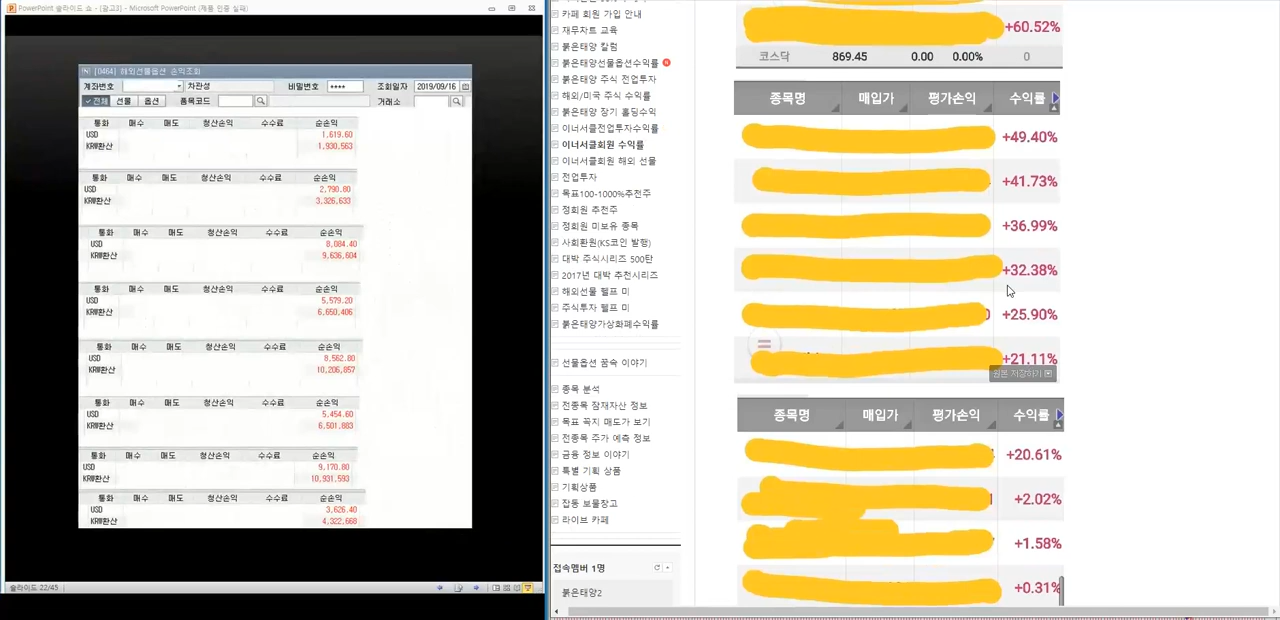 PowerPoint 슬라이드 쇼 - [광고3] - Microsoft PowerPoint (제품 인증 실패)
[0464] 해외선물옵션 손익조회
계좌번호 차관성 비밀번호 **** 조회일자 2019/09/16
전체 선물 옵션 품목코드 거래소
통화 매수 매도 청산손익 수수료 순손익
USD 1,619.60
KRW환산 1,930,563
통화 매수 매도 청산손익 수수료 순손익
USD 2,790.80
KRW환산 3,326,633
통화 매수 매도 청산손익 수수료 순손익
USD 8,084.40
KRW환산 9,636,604
통화 매수 매도 청산손익 수수료 순손익
USD 5,579.20
KRW환산 6,650,406
통화 매수 매도 청산손익 수수료 순손익
USD 8,562.80
KRW환산 10,206,857
통화 매수 매도 청산손익 수수료 순손익
USD 5,454.60
KRW환산 6,501,883
통화 매수 매도 청산손익 수수료 순손익
USD 9,170.80
KRW환산 10,931,593
통화 매수 매도 청산손익 수수료 순손익
USD 3,626.40
KRW환산 4,322,668
슬라이드 22/45
카페 회원 가입 안내
재무차트 교육
붉은태양 칼럼
붉은태양선물옵션수익률
붉은태양 주식 전업투자
해외/미국 주식 수익률
붉은태양 장기 홀딩수익
이너서클전업투자수익률
이너서클회원 수익률
이너서클회원 해외 선물
전업투자
목표100-1000%추천주
정회원 추천주
정회원 미보유 종목
사회환원(KS코인 발행)
대박 주식시리즈 500탄
2017년 대박 추천시리즈
해외선물 헬프 미
주식투자 헬프 미
붉은태양가상화폐수익률
선물옵션 꿈속 이야기
종목 분석
전종목 잠재자산 정보
목표 꼭지 매도가 보기
전종목 주가 예측 정보
금융 정보 이야기
특별 기획 상품
기획상품
잡동 보물창고
라이브 카페
접속멤버 1명
붉은태양2
+60.52%
코스닥 869.45 0.00 0.00% 0
종목명 매입가 평가손익 수익률
+49.40%
+41.73%
+36.99%
+32.38%
+25.90%
+21.11%
원본 저장하기
종목명 매입가 평가손익 수익률
+20.61%
+2.02%
+1.58%
+0.31%